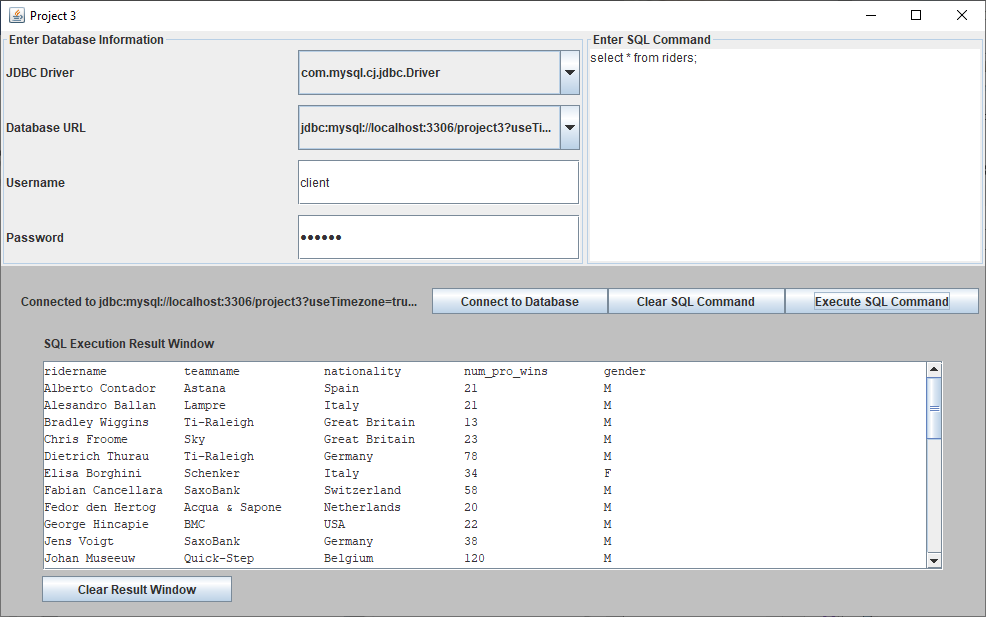 Project 3
Enter Database Information
Enter SQL Command
JDBC Driver
com.mysql.cj.jdbc.Driver
select * from riders;
Database URL
jdbc:mysql://localhost:3306/project3?useTi...
Username
client
Password
••••••
Connected to jdbc:mysql://localhost:3306/project3?useTimezone=tru...
Connect to Database
Clear SQL Command
Execute SQL Command
SQL Execution Result Window
ridername teamname nationality num_pro_wins gender
Alberto Contador Astana Spain 21 M
Alesandro Ballan Lampre Italy 21 M
Bradley Wiggins Ti-Raleigh Great Britain 13 M
Chris Froome Sky Great Britain 23 M
Dietrich Thurau Ti-Raleigh Germany 78 M
Elisa Borghini Schenker Italy 34 F
Fabian Cancellara SaxoBank Switzerland 58 M
Fedor den Hertog Acqua & Sapone Netherlands 20 M
George Hincapie BMC USA 22 M
Jens Voigt SaxoBank Germany 38 M
Johan Museeuw Quick-Step Belgium 120 M
Clear Result Window